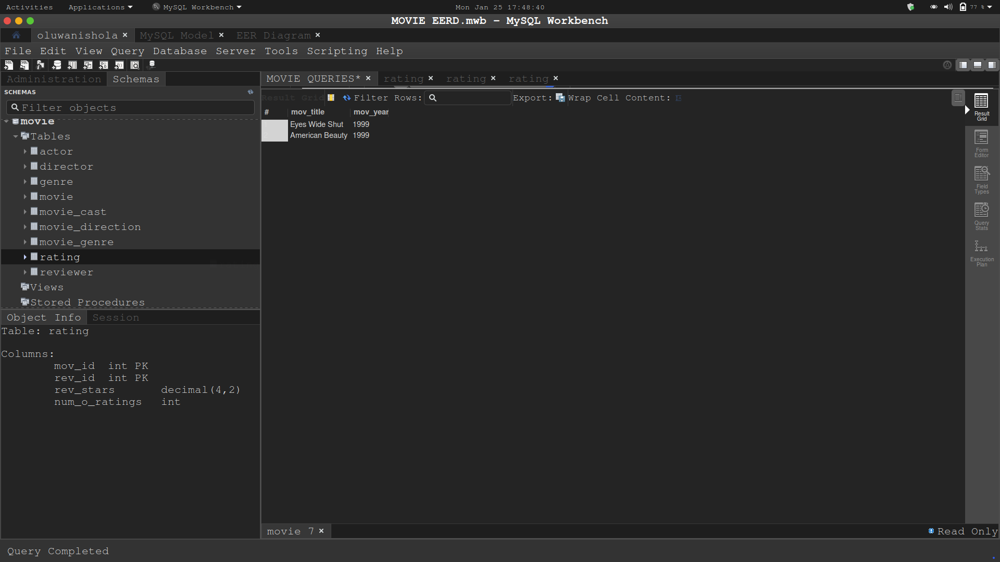 Activities Applications MySQL Workbench Mon Jan 25 17:48:40 77 %
MOVIE EERD.mwb - MySQL Workbench
oluwanishola × MySQL Model × EER Diagram ×
File Edit View Query Database Server Tools Scripting Help
Administration Schemas
MOVIE QUERIES* × rating × rating × rating ×
SCHEMAS
Filter objects
Result Grid Filter Rows: Export: Wrap Cell Content:
# mov_title mov_year
Eyes Wide Shut 1999
American Beauty 1999
movie
Tables
actor
director
genre
movie
movie_cast
movie_direction
movie_genre
rating
reviewer
Views
Stored Procedures
Object Info Session
Table: rating
Columns:
mov_id int PK
rev_id int PK
rev_stars decimal(4,2)
num_o_ratings int
Result
Grid
Form
Editor
Field
Types
Query
Stats
Execution
Plan
movie 7 × Read Only
Query Completed